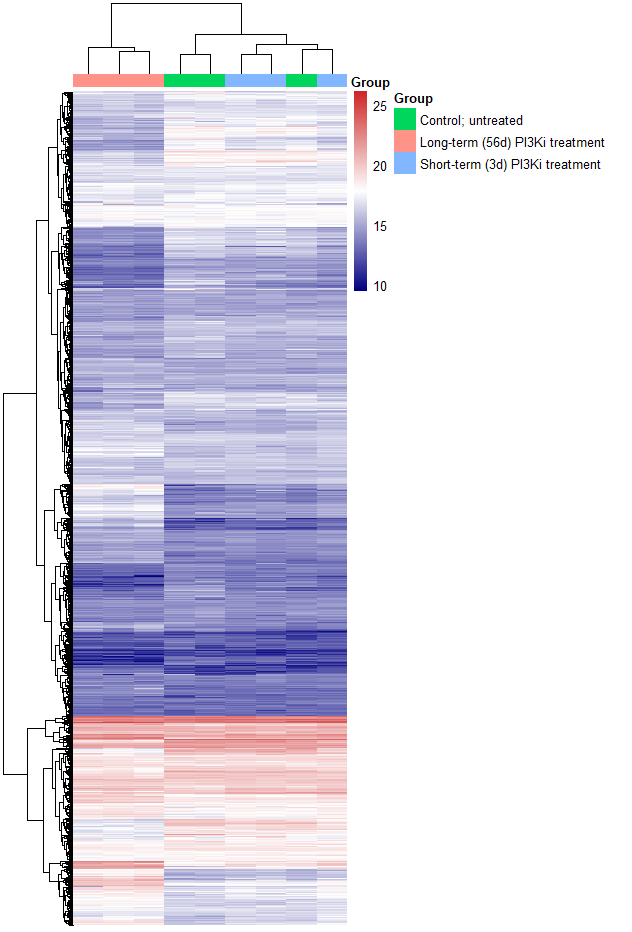 Group
25
20
15
10
Group
Control; untreated
Long-term (56d) PI3Ki treatment
Short-term (3d) PI3Ki treatment